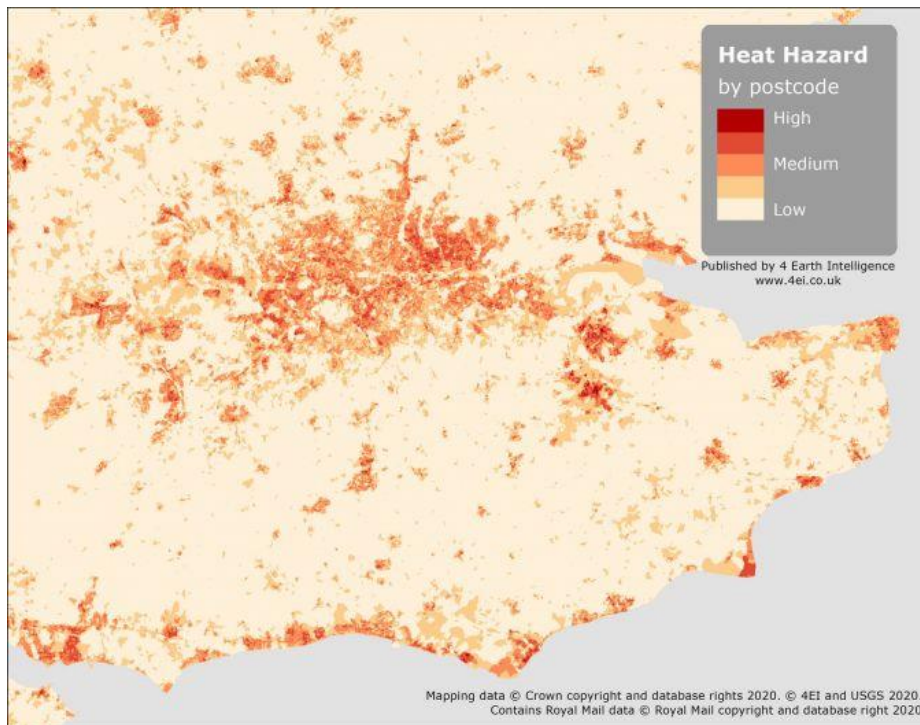 Heat Hazard
by postcode
High
Medium
Low
Published by 4 Earth Intelligence
www.4ei.co.uk
Mapping data © Crown copyright and database rights 2020. © 4EI and USGS 2020.
Contains Royal Mail data © Royal Mail copyright and database right 2020